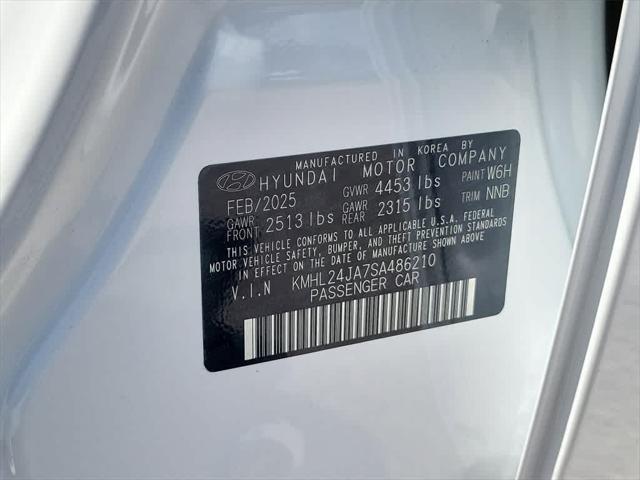 MANUFACTURED IN KOREA BY
HYUNDAI MOTOR COMPANY
FEB/2025 GVWR 4453 lbs PAINT W6H
GAWR FRONT 2513 lbs GAWR REAR 2315 lbs TRIM NNB
THIS VEHICLE CONFORMS TO ALL APPLICABLE U.S.A. FEDERAL
MOTOR VEHICLE SAFETY, BUMPER, AND THEFT PREVENTION STANDARDS
IN EFFECT ON THE DATE OF MANUFACTURE SHOWN ABOVE.
V.I.N KMHL24JA7SA486210
PASSENGER CAR